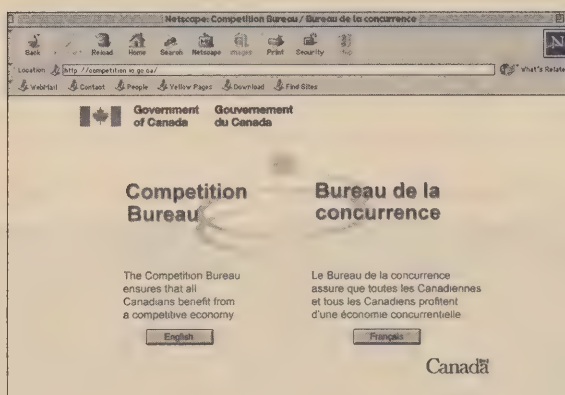 Netscape: Competition Bureau / Bureau de la concurrence
Back Reload Home Search Netscape Images Print Security
Location: http://competition.ic.gc.ca/ What's Relate
WebMail Contact People Yellow Pages Download Find Sites
Government of Canada
Gouvernement du Canada
Competition
Bureau
Bureau de la
concurrence
The Competition Bureau
ensures that all
Canadians benefit from
a competitive economy
English
Le Bureau de la concurrence
assure que toutes les Canadiennes
et tous les Canadiens profitent
d'une économie concurrentielle
Français
Canada